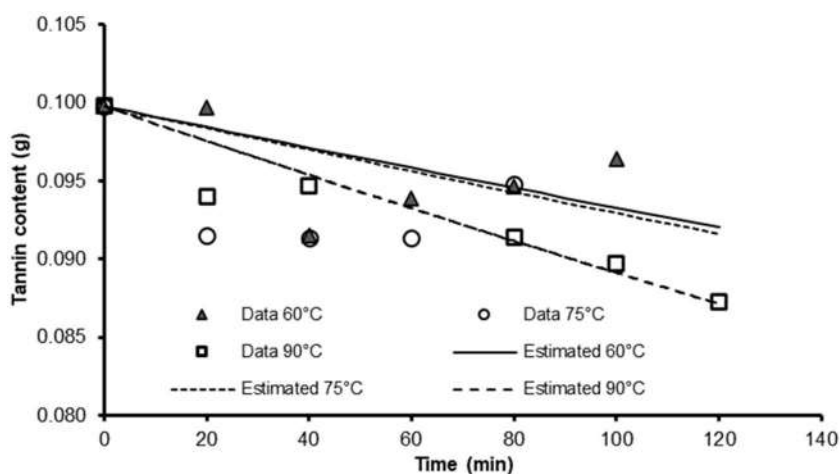 0.105
0.100
0.095
0.090
0.085
0.080
Tannin content (g)
Data 60°C
Data 75°C
Data 90°C
Estimated 60°C
Estimated 75°C
Estimated 90°C
0 20 40 60 80 100 120 140
Time (min)